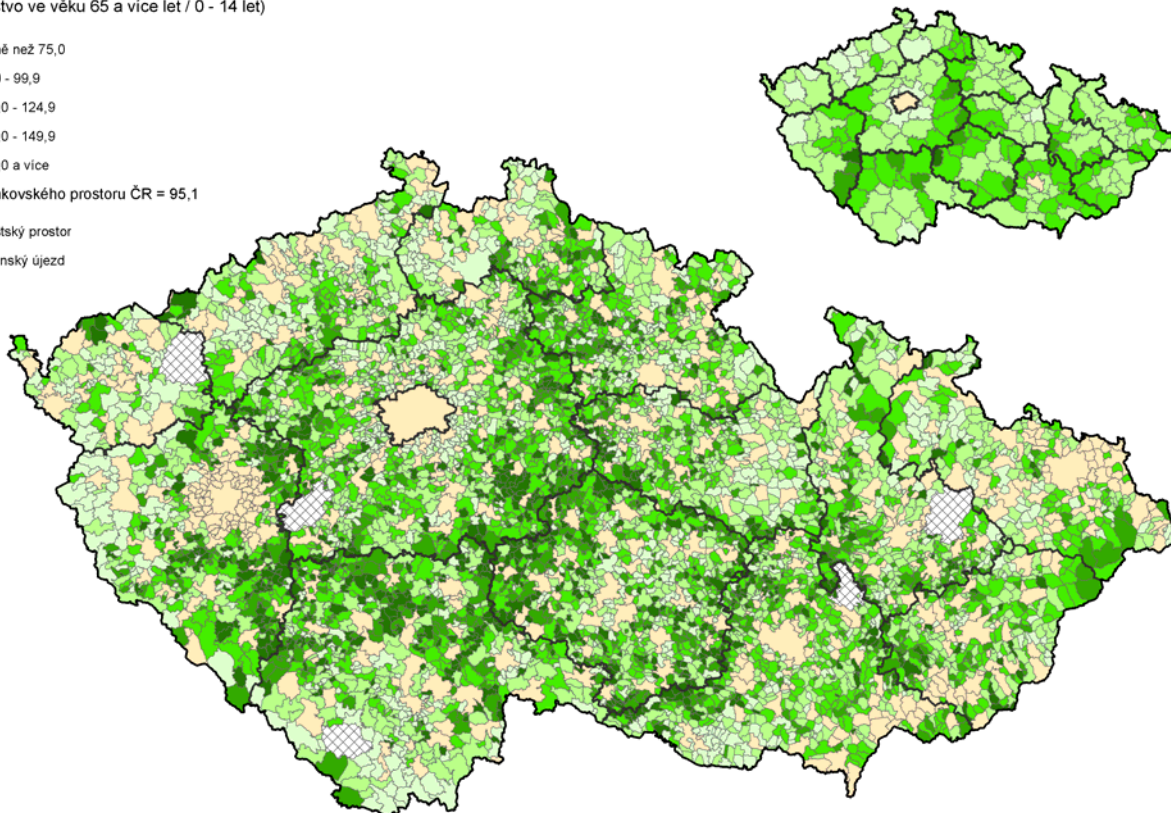 tvo ve věku 65 a více let / 0 - 14 let)
ě než 75,0
- 99,9
0 - 124,9
0 - 149,9
0 a více
kovského prostoru ČR = 95,1
tský prostor
nský újezd